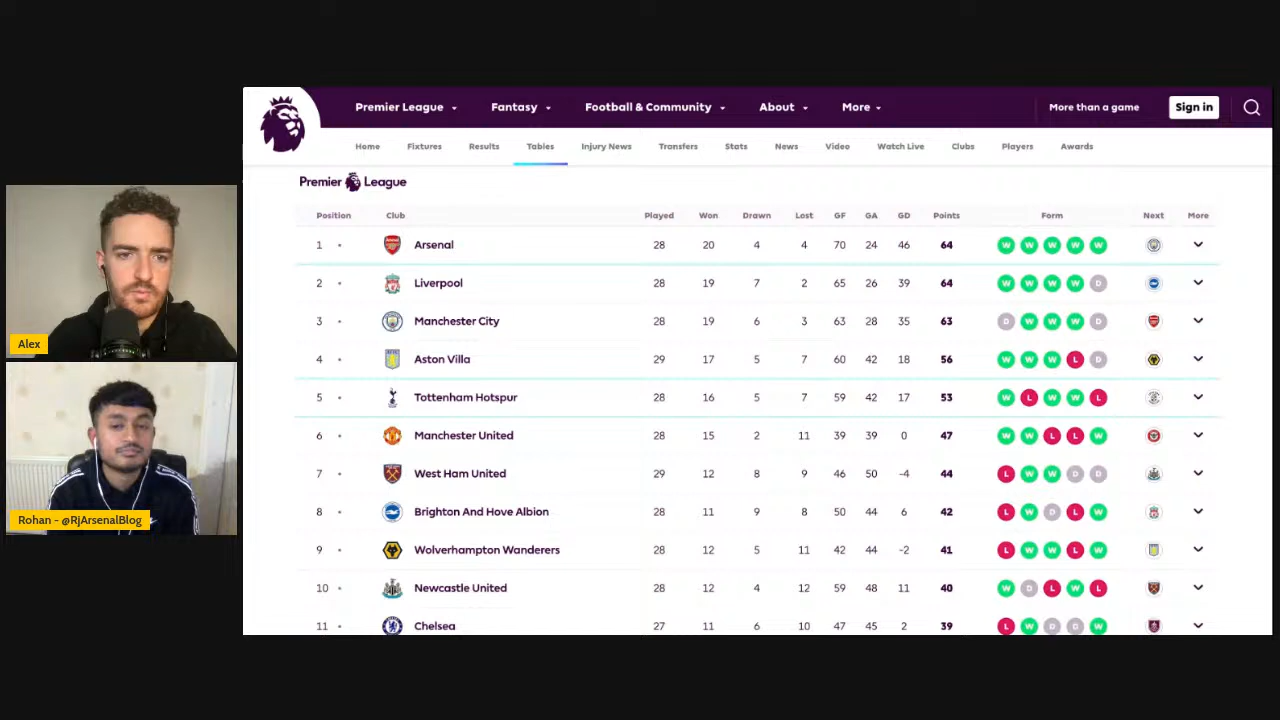 Premier League Fantasy Football & Community About More More than a game Sign in
Home Fixtures Results Tables Injury News Transfers Stats News Video Watch Live Clubs Players Awards
Premier League
Position Club Played Won Drawn Lost GF GA GD Points Form Next More
1 Arsenal 28 20 4 4 70 24 46 64 W W W W W
2 Liverpool 28 19 7 2 65 26 39 64 W W W W D
3 Manchester City 28 19 6 3 63 28 35 63 D W W W D
4 Aston Villa 29 17 5 7 60 42 18 56 W W W L D
5 Tottenham Hotspur 28 16 5 7 59 42 17 53 W L W W L
6 Manchester United 28 15 2 11 39 39 0 47 W W L L W
7 West Ham United 29 12 8 9 46 50 -4 44 L W W D D
8 Brighton And Hove Albion 28 11 9 8 50 44 6 42 L W D L W
9 Wolverhampton Wanderers 28 12 5 11 42 44 -2 41 L W W L W
10 Newcastle United 28 12 4 12 59 48 11 40 W D L W L
11 Chelsea 27 11 6 10 47 45 2 39 L W D D W
Alex
Rohan - @RjArsenalBlog